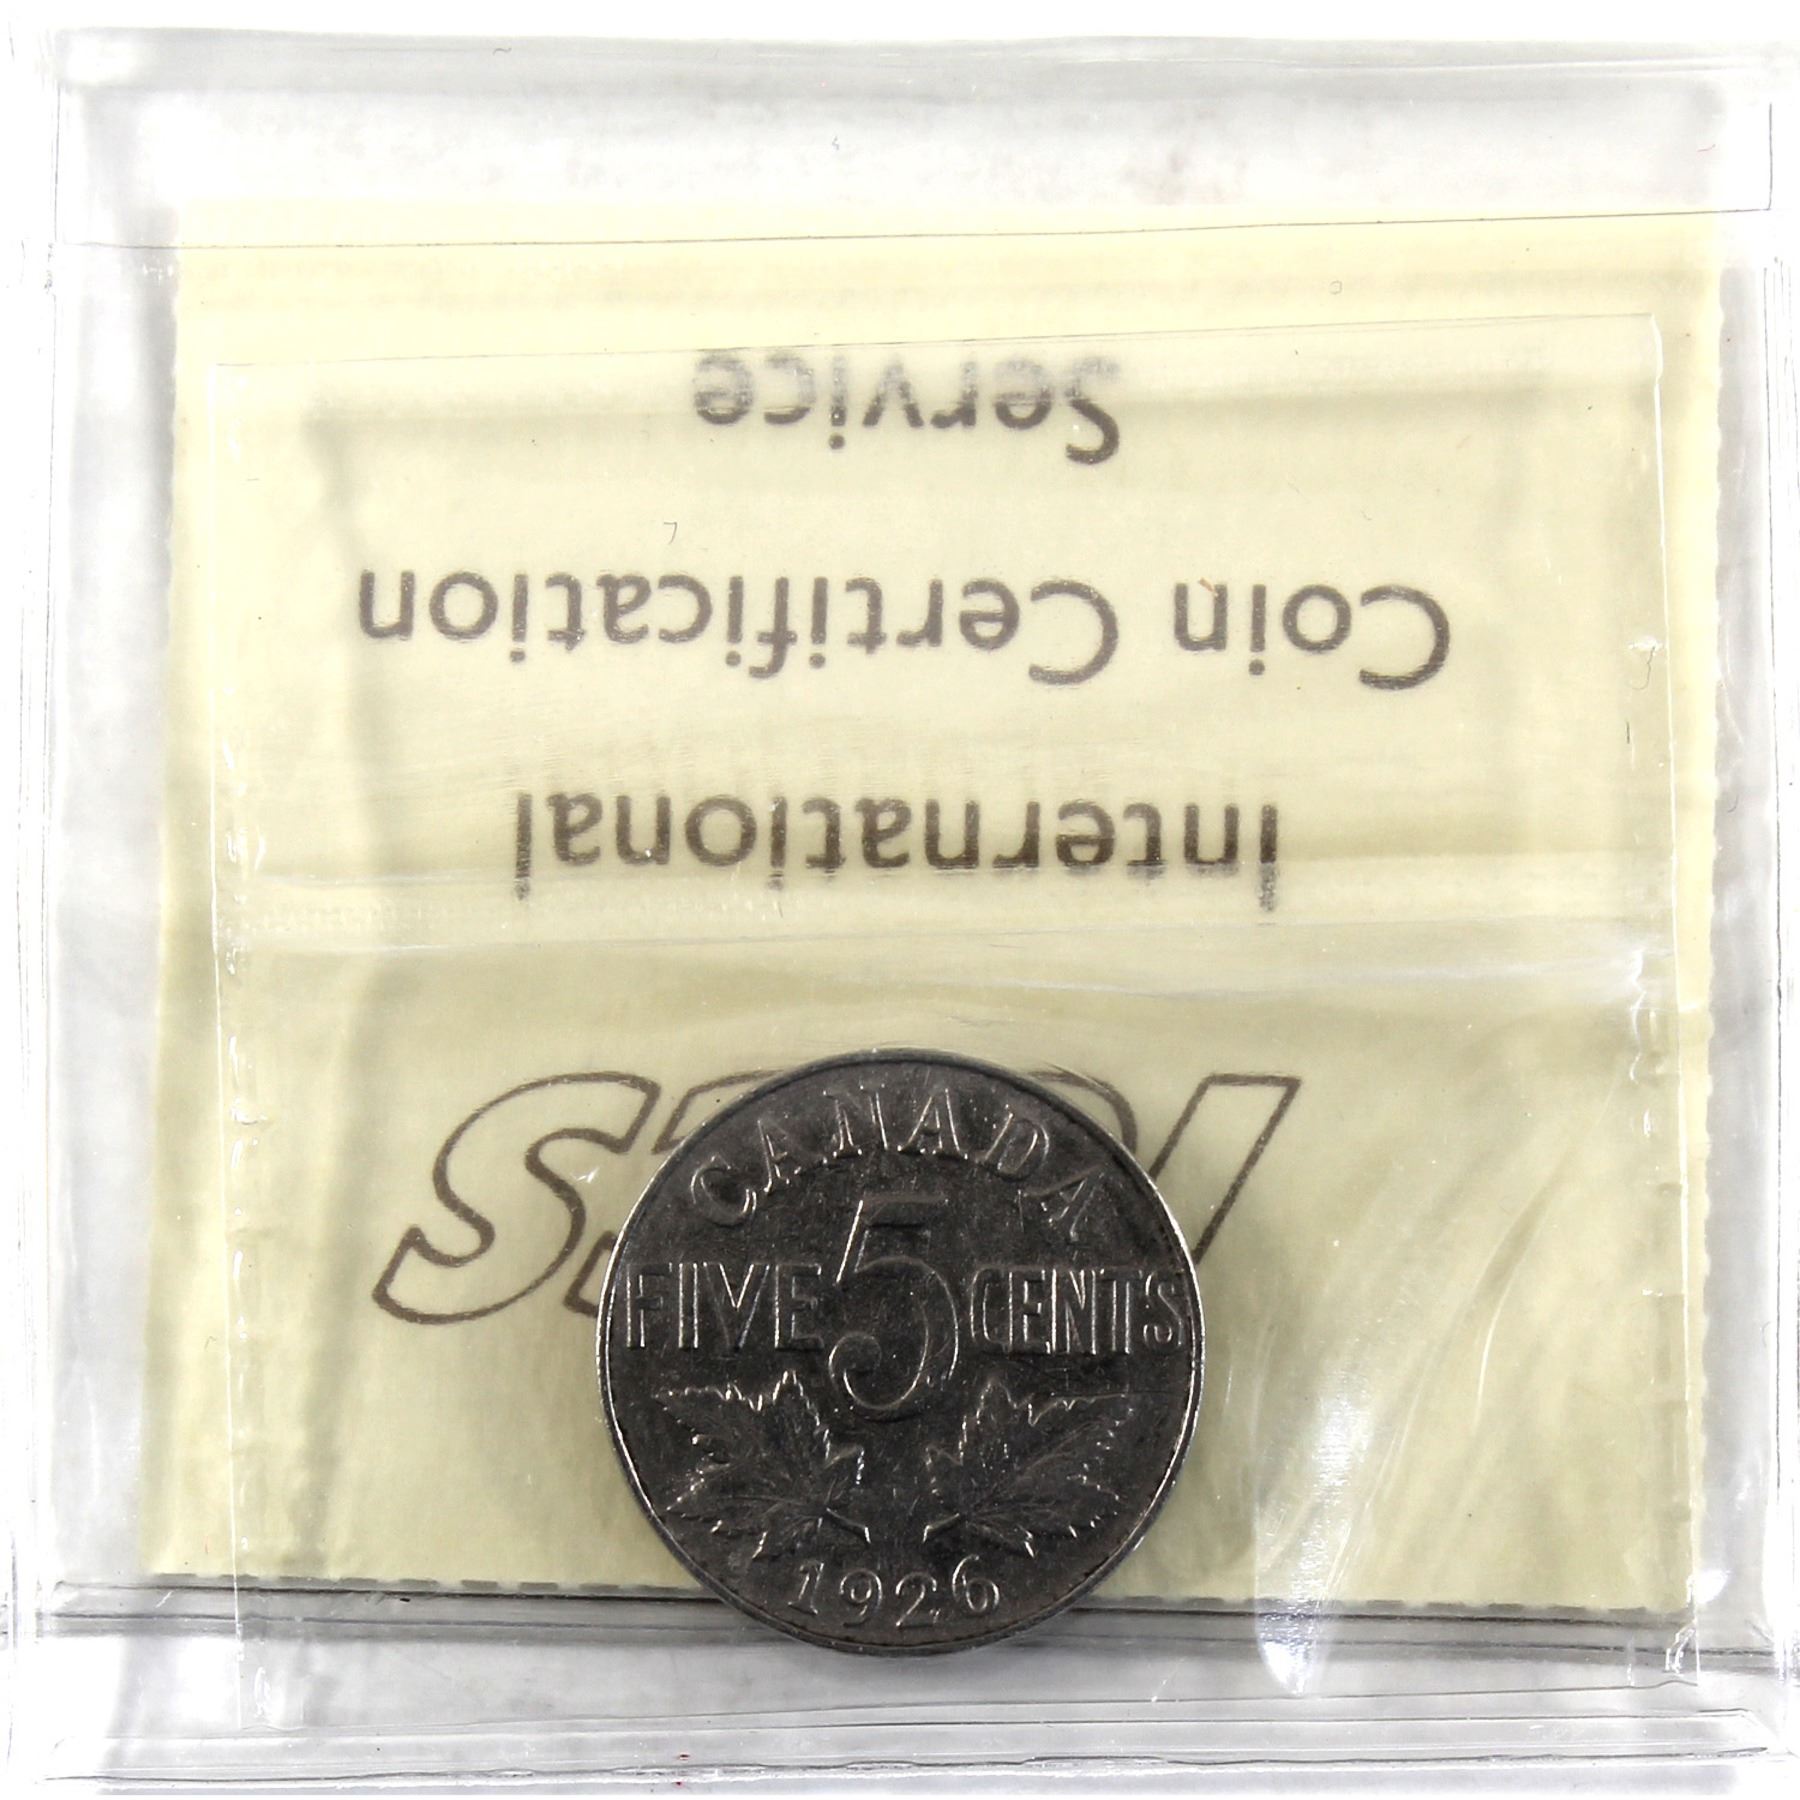 ICCS
International
Coin Certification
Service
CANADA
FIVE 5 CENTS
1926